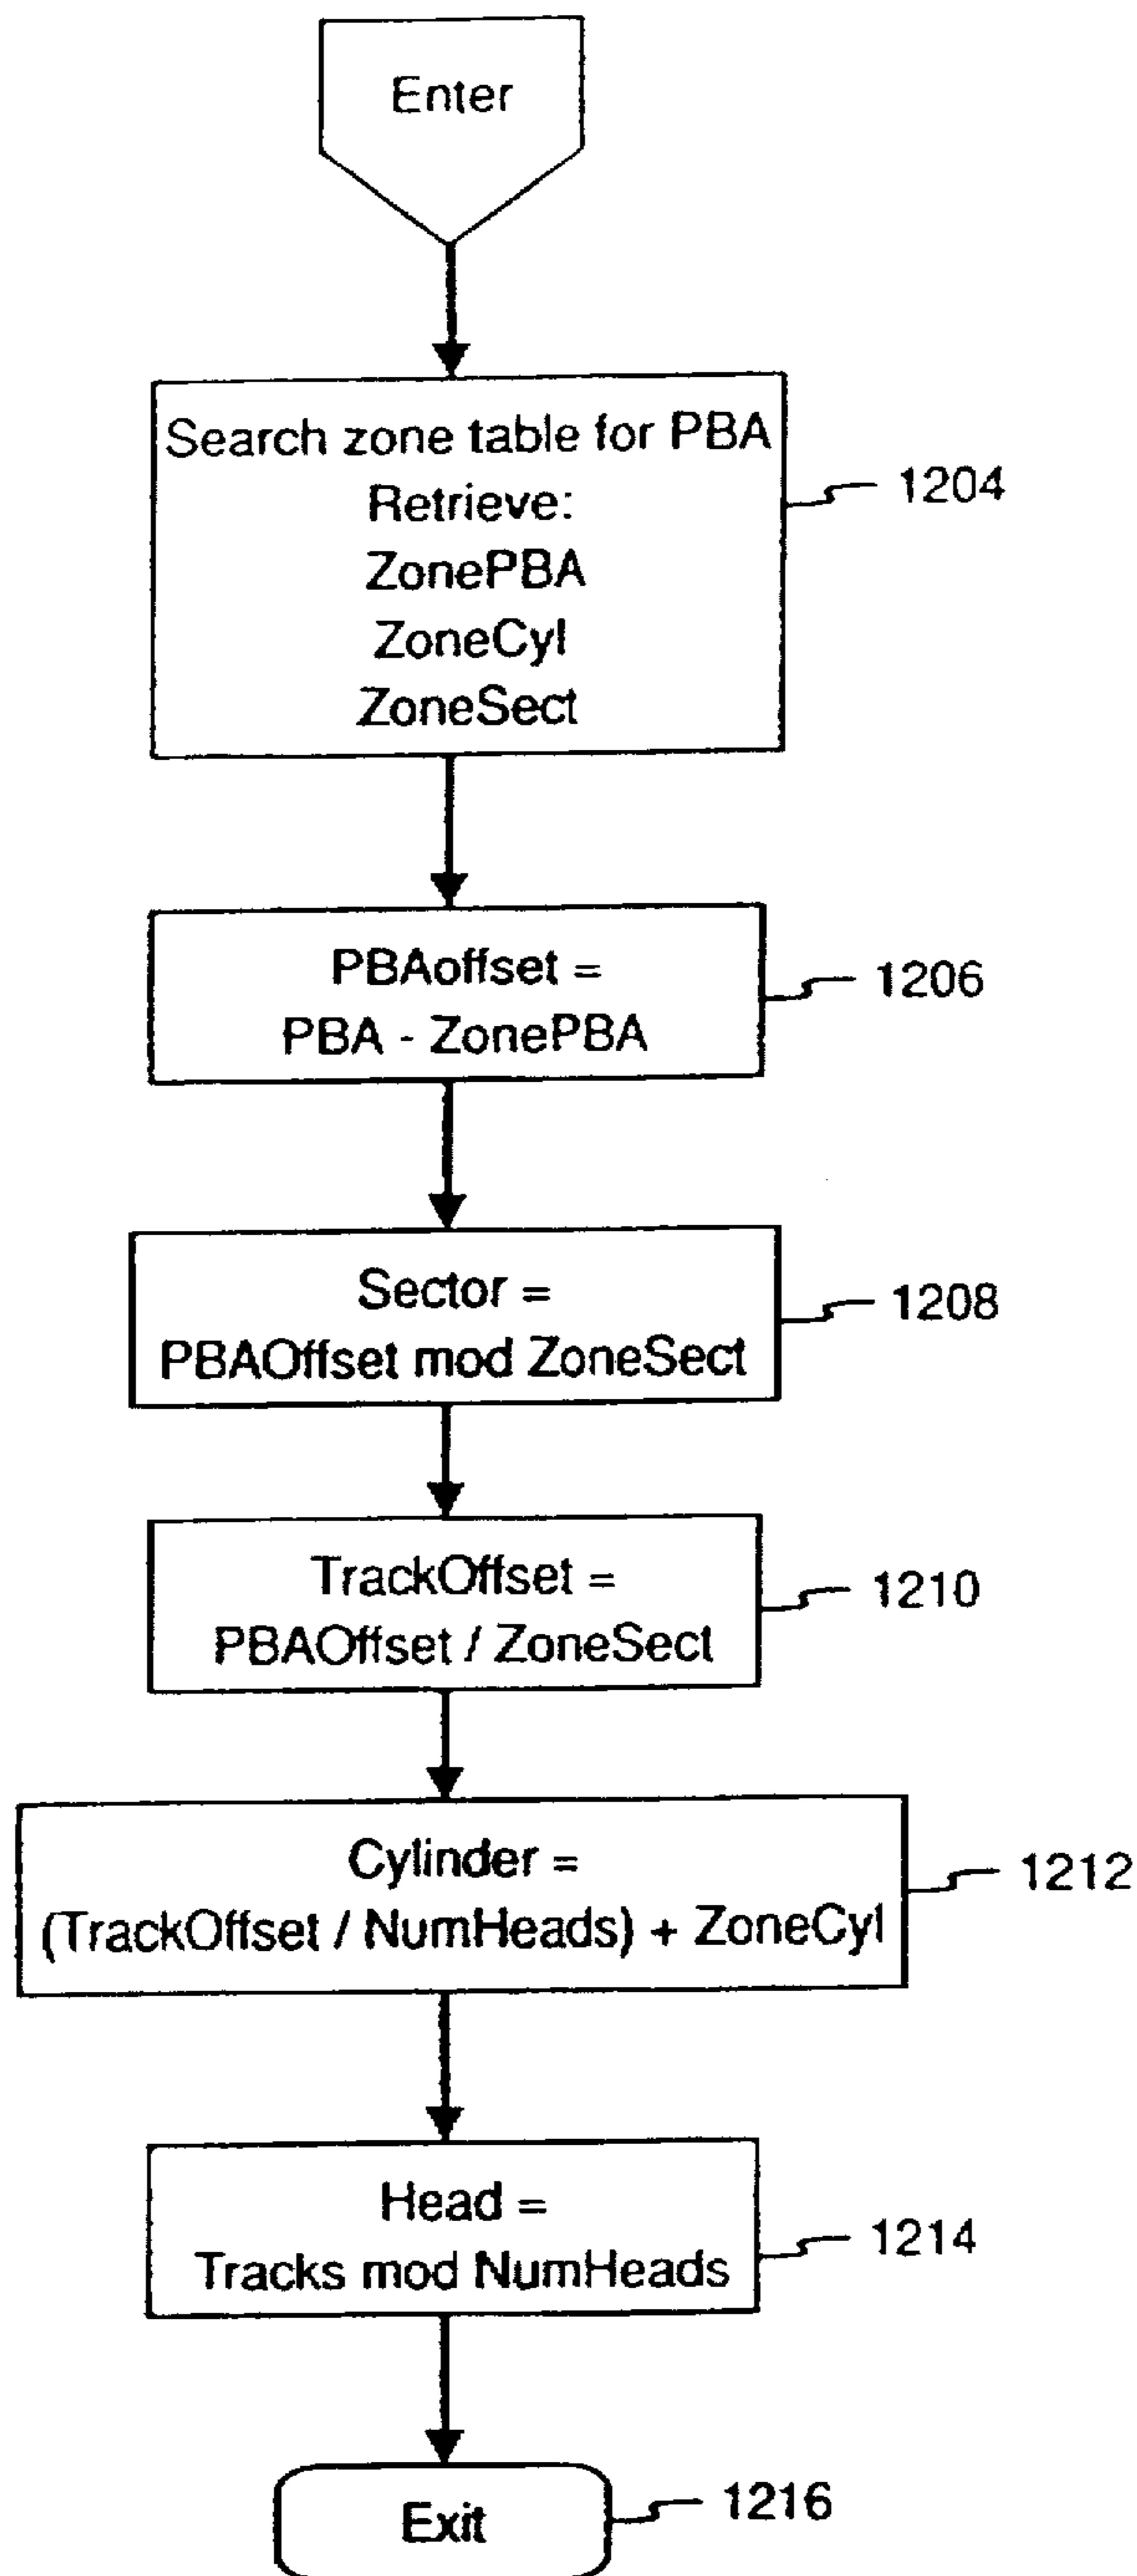 Enter
Search zone table for PBA
Retrieve:
ZonePBA
ZoneCyl
ZoneSect
1204
PBAoffset =
PBA - ZonePBA
1206
Sector =
PBAOffset mod ZoneSect
1208
TrackOffset =
PBAOffset / ZoneSect
1210
Cylinder =
(TrackOffset / NumHeads) + ZoneCyl
1212
Head =
Tracks mod NumHeads
1214
Exit
1216